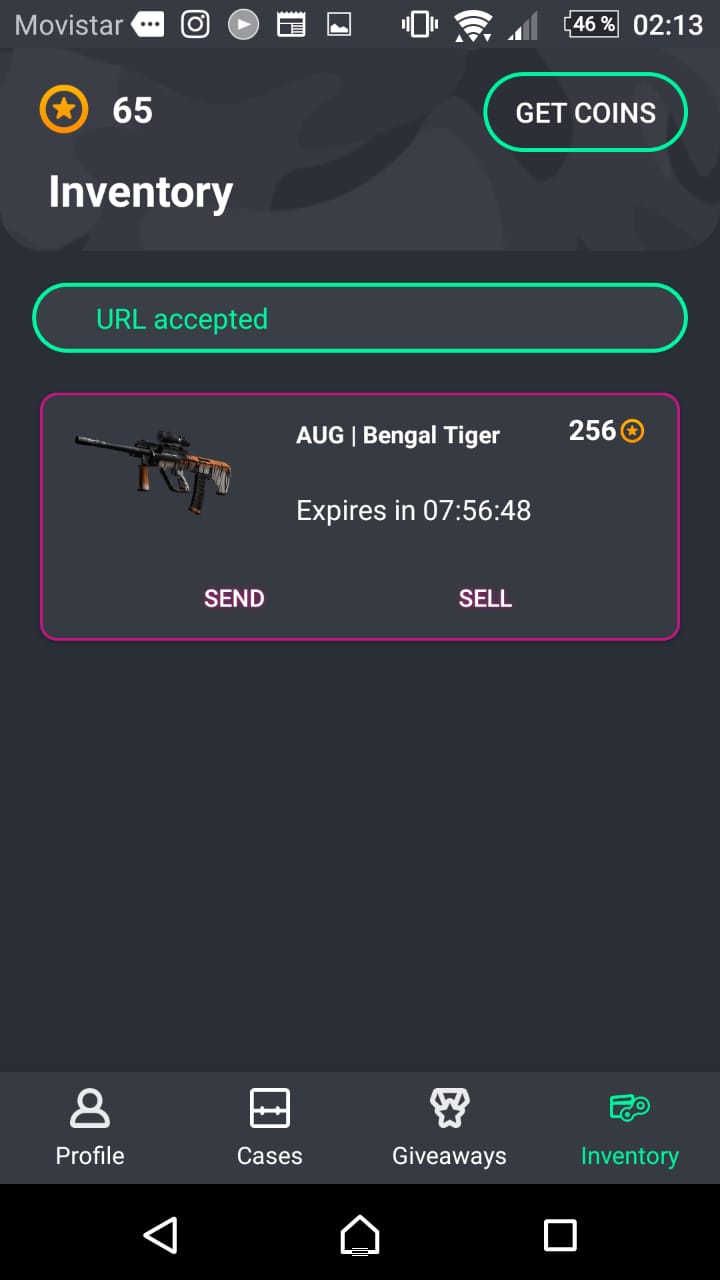 Movistar 46 % 02:13
65 GET COINS
Inventory
URL accepted
AUG | Bengal Tiger 256
Expires in 07:56:48
SEND SELL
Profile Cases Giveaways Inventory